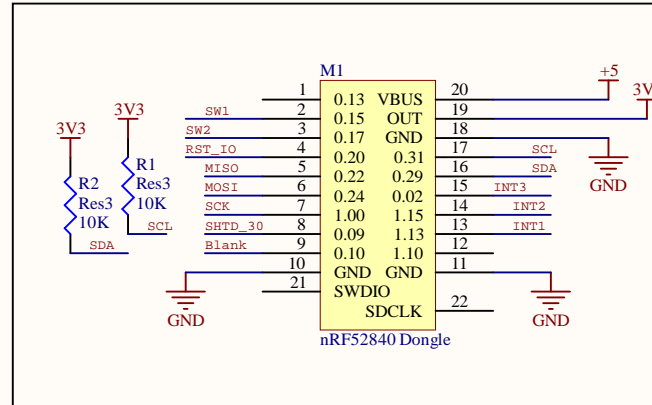 M1
1 0.13 VBUS 20 +5
SW1 2 0.15 OUT 19 3V
SW2 3 0.17 GND 18
RST_IO 4 0.20 0.31 17 SCL
MISO 5 0.22 0.29 16 SDA
MOSI 6 0.24 0.02 15 INT3
SCK 7 1.00 1.15 14 INT2
SHTD_30 8 0.09 1.13 13 INT1
Blank 9 0.10 1.10 12
10 GND GND 11
21 SWDIO
SDCLK 22
nRF52840 Dongle
3V3
R2
Res3
10K
SDA
3V3
R1
Res3
10K
SCL
GND
GND
GND